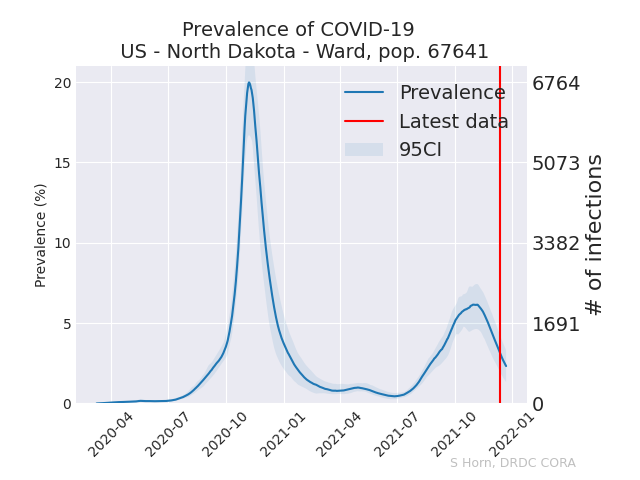 Prevalence of COVID-19
US - North Dakota - Ward, pop. 67641
Prevalence
Latest data
95CI
Prevalence (%)
20
15
10
5
0
6764
5073
3382
1691
0
# of infections
2020-04
2020-07
2020-10
2021-01
2021-04
2021-07
2021-10
2022-01
S Horn, DRDC CORA